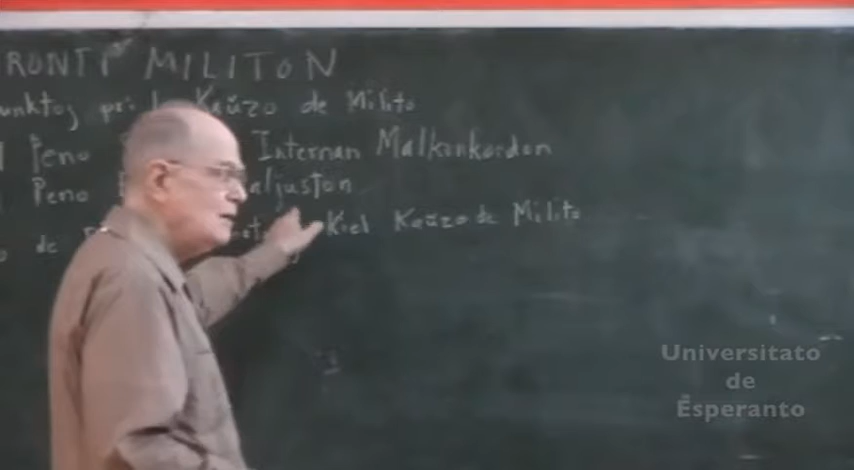 RONTI MILITON
unktoj pri Kaŭzo de Milito
Peno Internan Malkonkordon
Peno aljuston
de Kiel Kaŭzo de Milito
Universitato
de
Esperanto